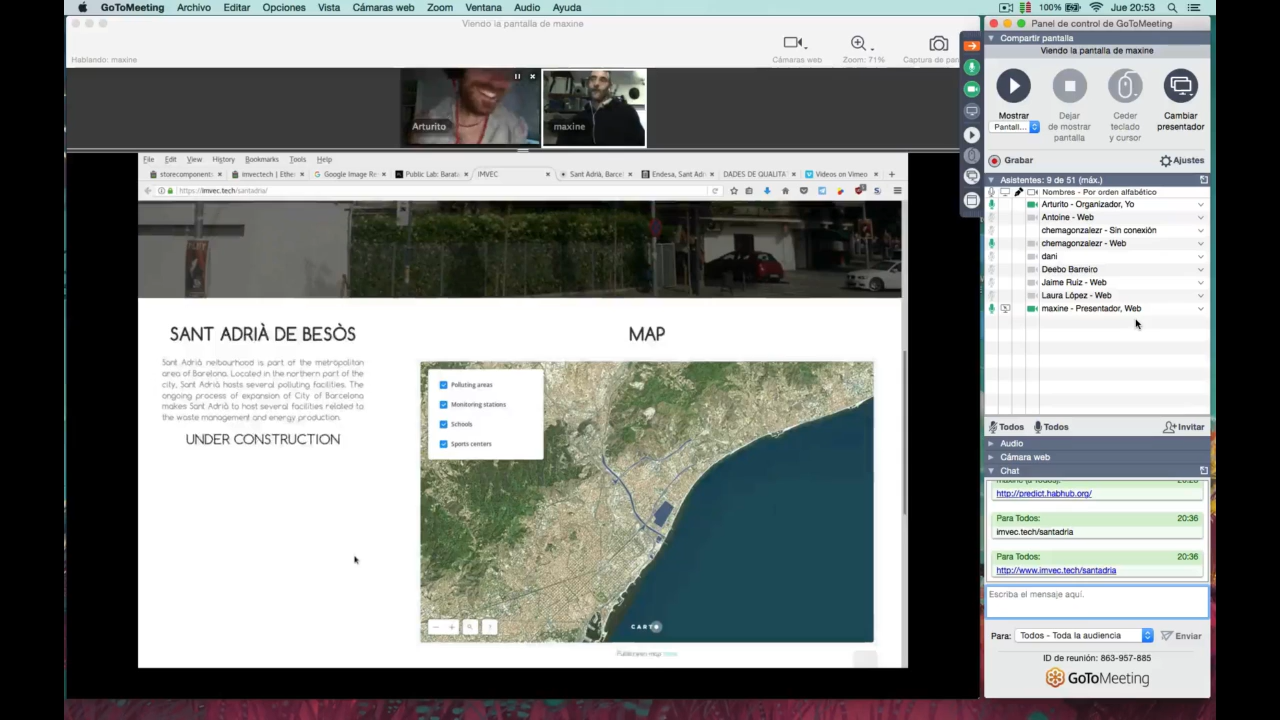 GoToMeeting Archivo Editar Opciones Vista Cámaras web Zoom Ventana Audio Ayuda 100% Jue 20:53
Viendo la pantalla de maxine
Panel de control de GoToMeeting
Hablando: maxine
Cámaras web
Zoom: 71%
Captura de pan
Arturito
maxine
File Edit View History Bookmarks Tools Help
storecomponent
imvectech | Ethe
Google Image Re
Public Lab: Barat
IMVEC
Sant Adrià, Barce
Endesa, Sant Adri
DADES DE QUALITA
Videos on Vimeo
https://imvec.tech/santadria/
SANT ADRIÀ DE BESÒS
Sant Adrià neibourhood is part of the metropolitan
area of Barelona. Located in the northern part of the
city, Sant Adrià hosts several polluting facilities. The
ongoing process of expansion of City of Barcelona
makes Sant Adrià to host several facilities related to
the waste management and energy production.
UNDER CONSTRUCTION
MAP
Polluting areas
Monitoring stations
Schools
Sports centers
CARTO
Compartir pantalla
Viendo la pantalla de maxine
Mostrar
Pantall...
Dejar
de mostrar
pantalla
Ceder
teclado
y cursor
Cambiar
presentador
Grabar
Ajustes
Asistentes: 9 de 51 (máx.)
Nombres - Por orden alfabético
Arturito - Organizador, Yo
Antoine - Web
chemagonzalezr - Sin conexión
chemagonzalezr - Web
dani
Deebo Barreiro
Jaime Ruiz - Web
Laura López - Web
maxine - Presentador, Web
Todos Todos Invitar
Audio
Cámara web
Chat
http://predict.habhub.org/
Para Todos: 20:36
imvec.tech/santadria
Para Todos: 20:36
http://www.imvec.tech/santadria
Escriba el mensaje aquí.
Para: Todos - Toda la audiencia Enviar
ID de reunión: 863-957-885
GoToMeeting